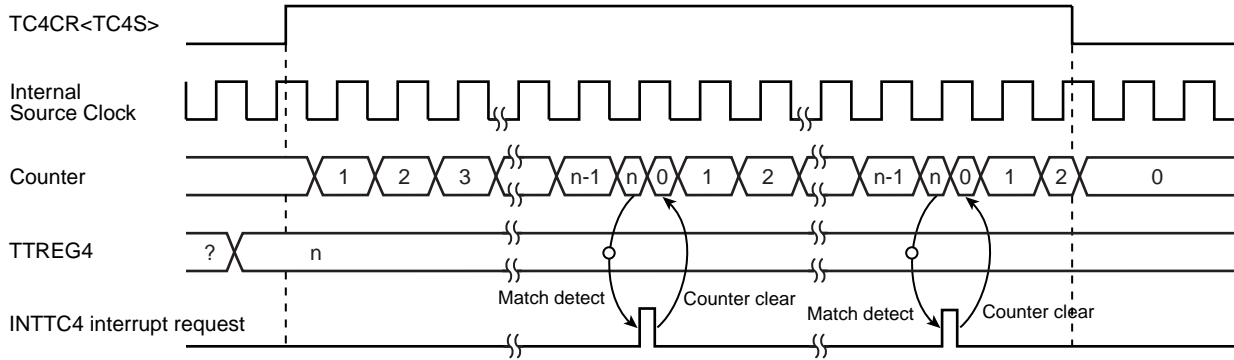 TC4CR<TC4S>
Internal
Source Clock
Counter 1 2 3 n-1 n 0 1 2 n-1 n 0 1 2 0
TTREG4 ? n
Match detect Counter clear Match detect Counter clear
INTTC4 interrupt request